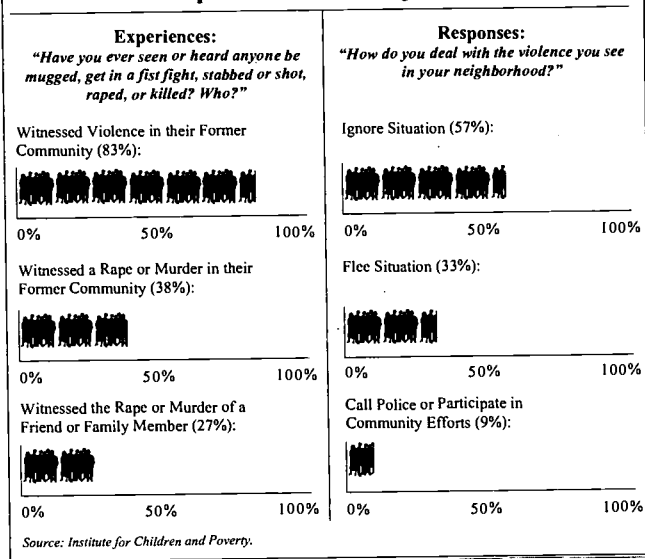 Experiences:
“Have you ever seen or heard anyone be
mugged, get in a fist fight, stabbed or shot,
raped, or killed? Who?”
Witnessed Violence in their Former
Community (83%):
0% 50% 100%
Witnessed a Rape or Murder in their
Former Community (38%):
0% 50% 100%
Witnessed the Rape or Murder of a
Friend or Family Member (27%):
0% 50% 100%
Source: Institute for Children and Poverty.
Responses:
“How do you deal with the violence you see
in your neighborhood?”
Ignore Situation (57%):
0% 50% 100%
Flee Situation (33%):
0% 50% 100%
Call Police or Participate in
Community Efforts (9%):
0% 50% 100%